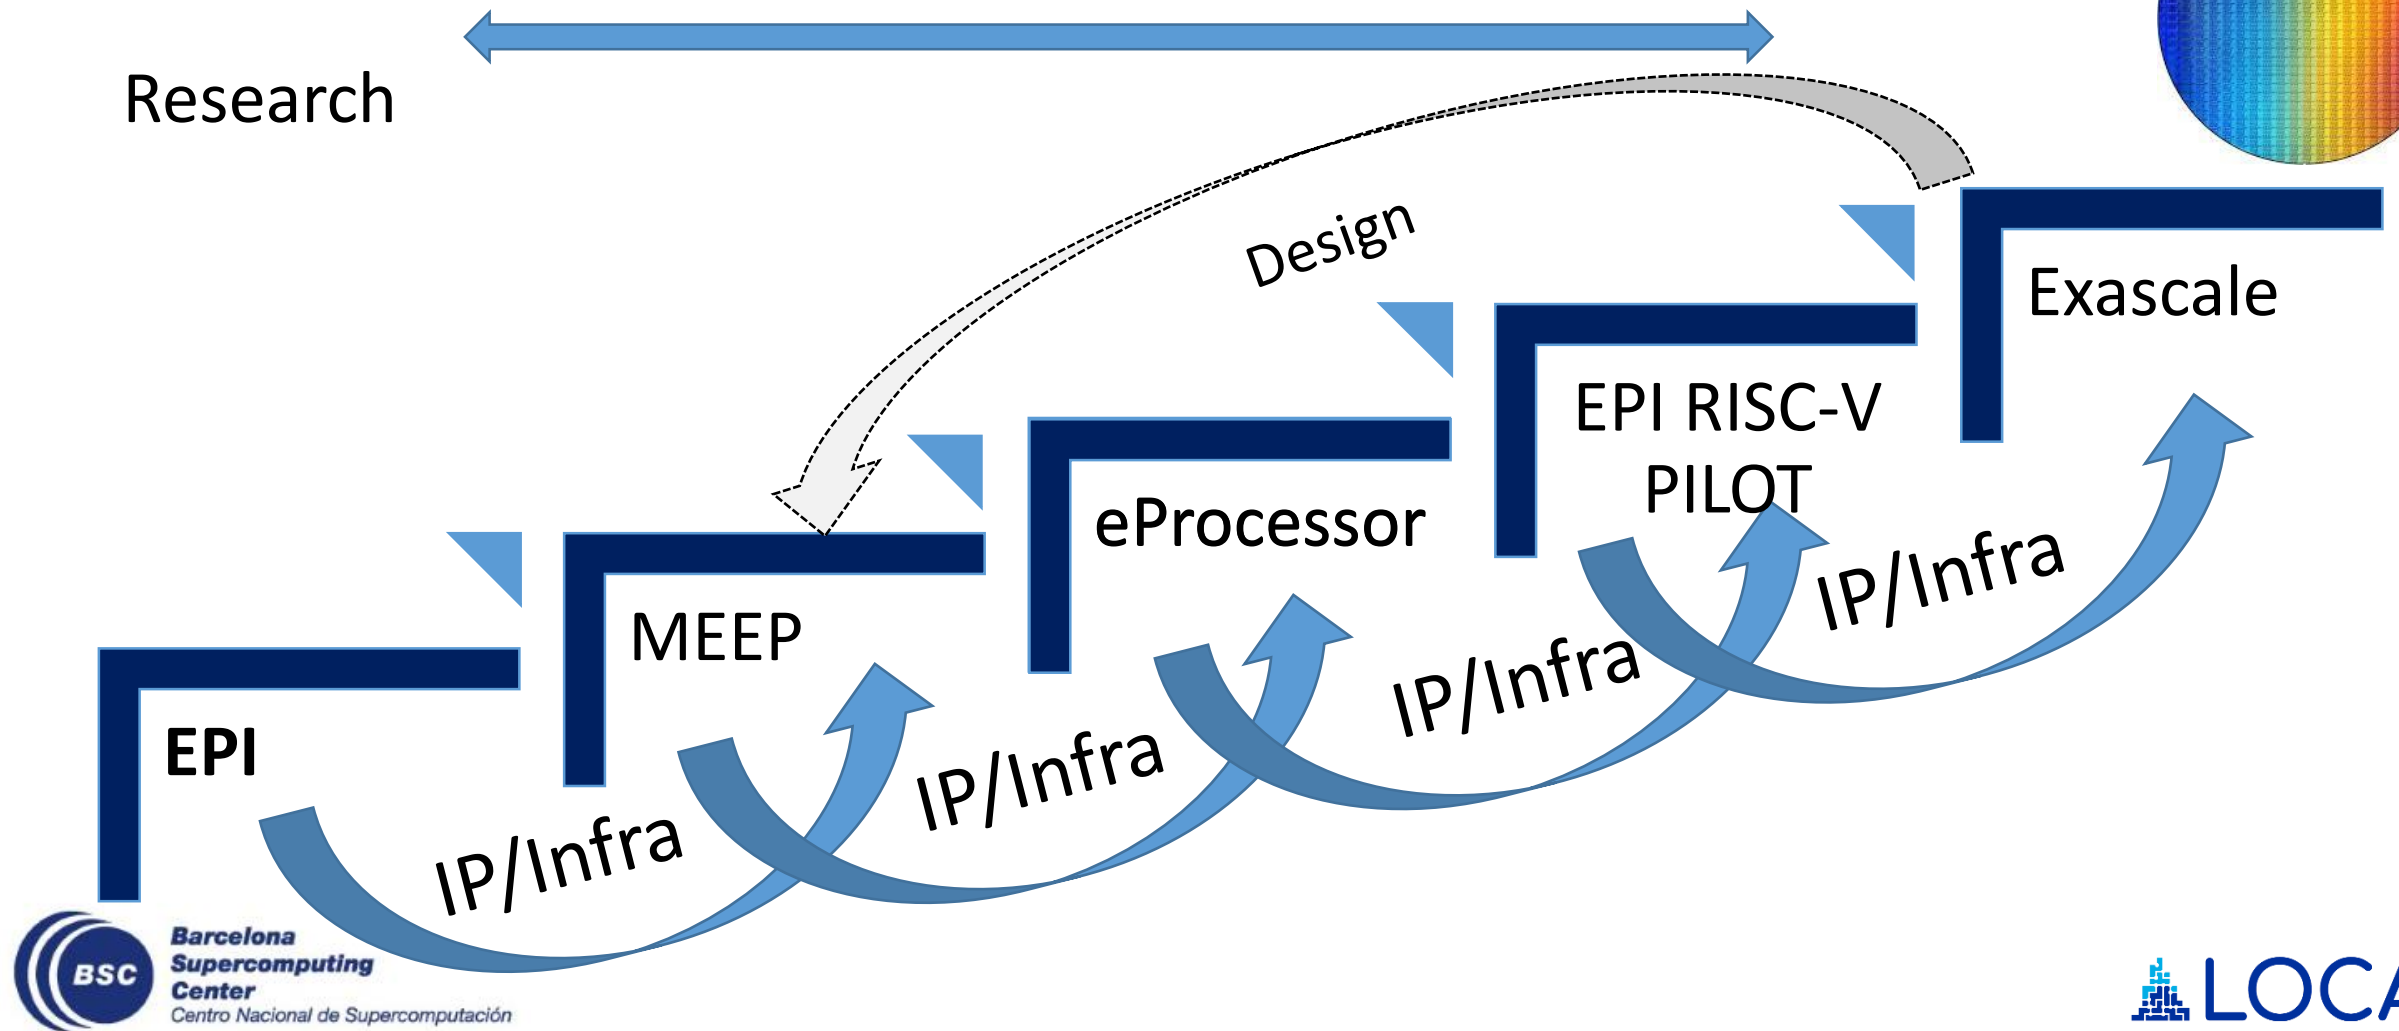 Research
Design
Exascale
EPI RISC-V
PILOT
eProcessor
MEEP
EPI
IP/Infra
IP/Infra
IP/Infra
IP/Infra
BSC
Barcelona
Supercomputing
Center
Centro Nacional de Supercomputación
LOCA